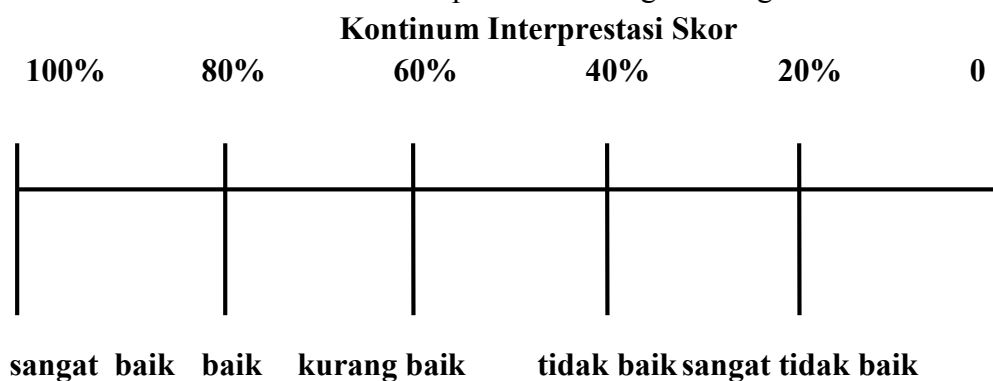 Kontinum Interprestasi Skor
100% 80% 60% 40% 20% 0
sangat baik baik kurang baik tidak baik sangat tidak baik